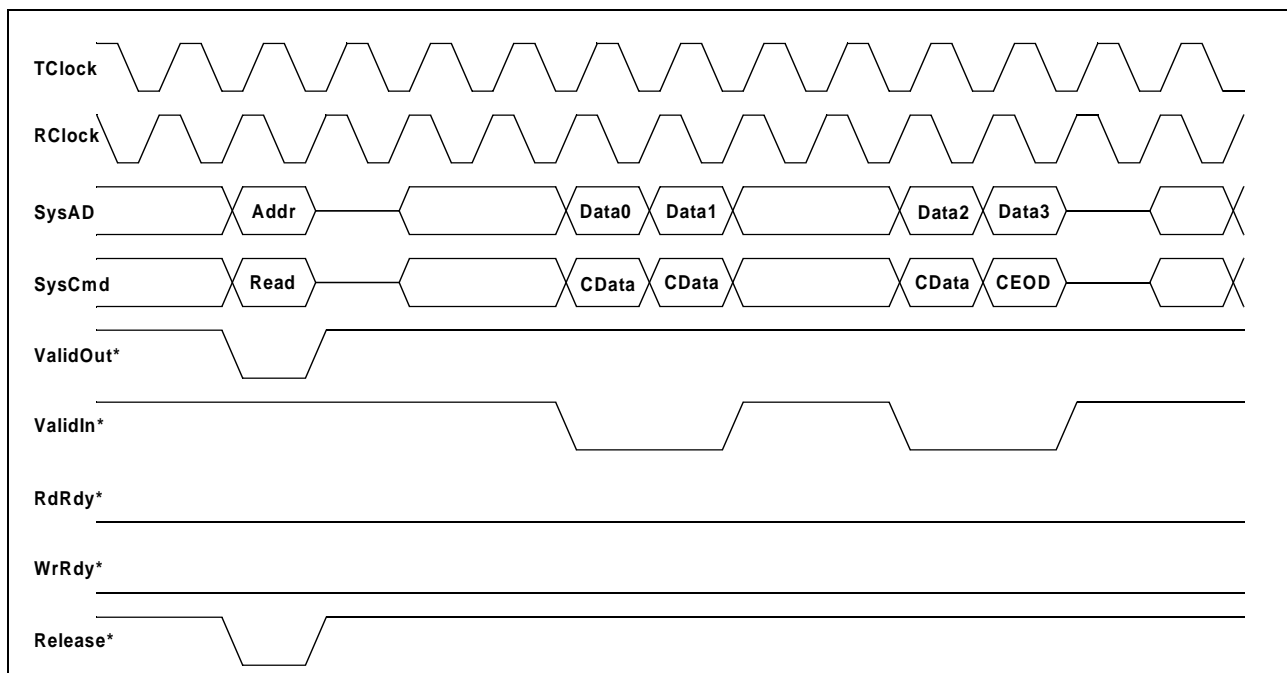 TClock
RClock
SysAD Addr Data0 Data1 Data2 Data3
SysCmd Read CData CData CData CEOD
ValidOut*
ValidIn*
RdRdy*
WrRdy*
Release*